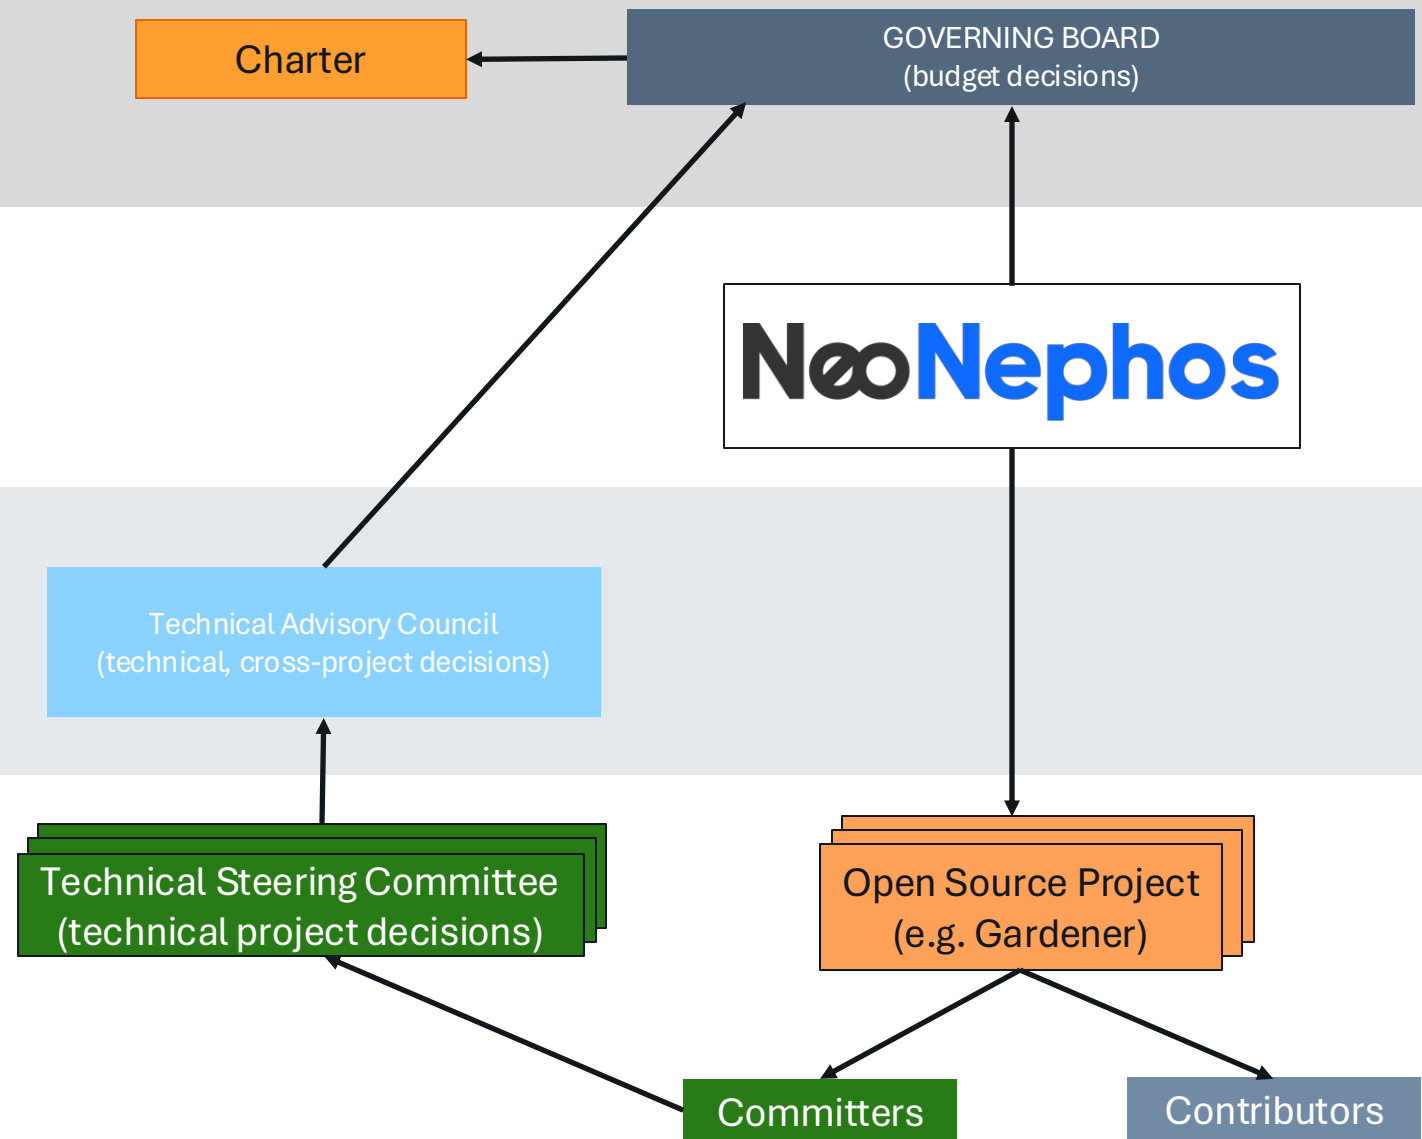 Charter
GOVERNING BOARD
(budget decisions)
NeoNephos
Technical Advisory Council
(technical, cross-project decisions)
Technical Steering Committee
(technical project decisions)
Open Source Project
(e.g. Gardener)
Committers
Contributors